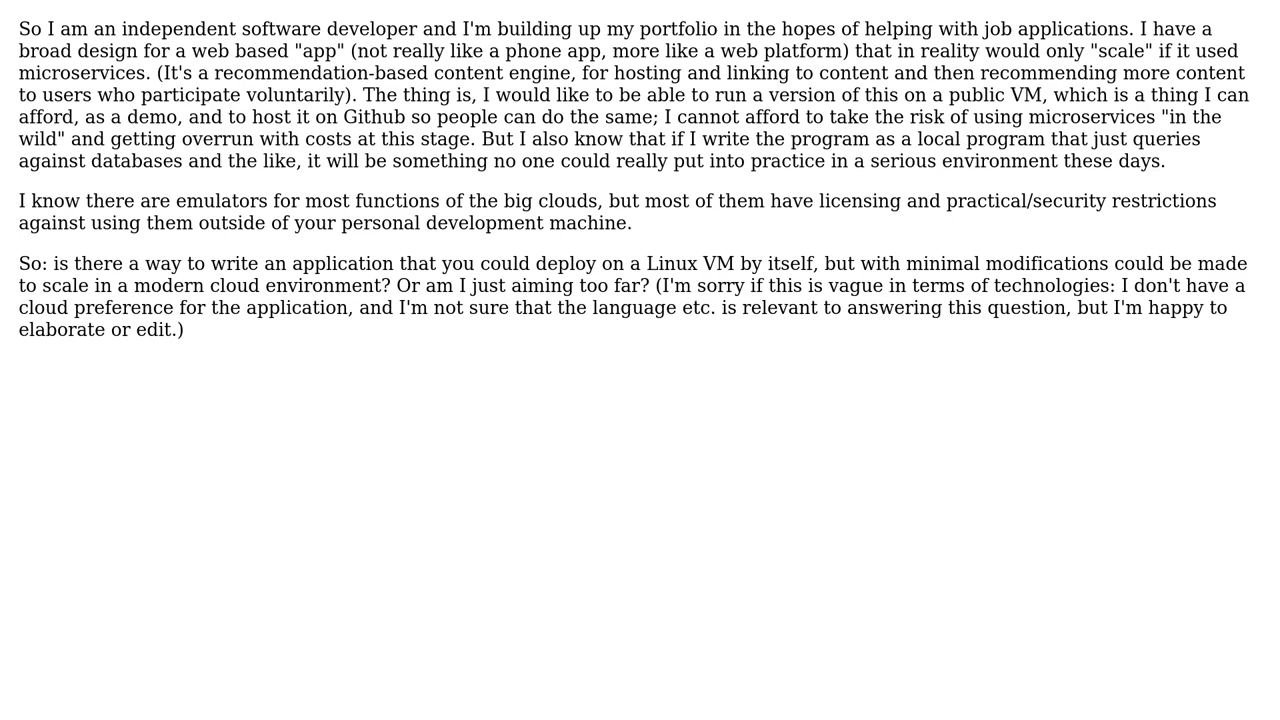 So I am an independent software developer and I'm building up my portfolio in the hopes of helping with job applications. I have a
broad design for a web based "app" (not really like a phone app, more like a web platform) that in reality would only "scale" if it used
microservices. (It's a recommendation-based content engine, for hosting and linking to content and then recommending more content
to users who participate voluntarily). The thing is, I would like to be able to run a version of this on a public VM, which is a thing I can
afford, as a demo, and to host it on Github so people can do the same; I cannot afford to take the risk of using microservices "in the
wild" and getting overrun with costs at this stage. But I also know that if I write the program as a local program that just queries
against databases and the like, it will be something no one could really put into practice in a serious environment these days.
I know there are emulators for most functions of the big clouds, but most of them have licensing and practical/security restrictions
against using them outside of your personal development machine.
So: is there a way to write an application that you could deploy on a Linux VM by itself, but with minimal modifications could be made
to scale in a modern cloud environment? Or am I just aiming too far? (I'm sorry if this is vague in terms of technologies: I don't have a
cloud preference for the application, and I'm not sure that the language etc. is relevant to answering this question, but I'm happy to
elaborate or edit.)